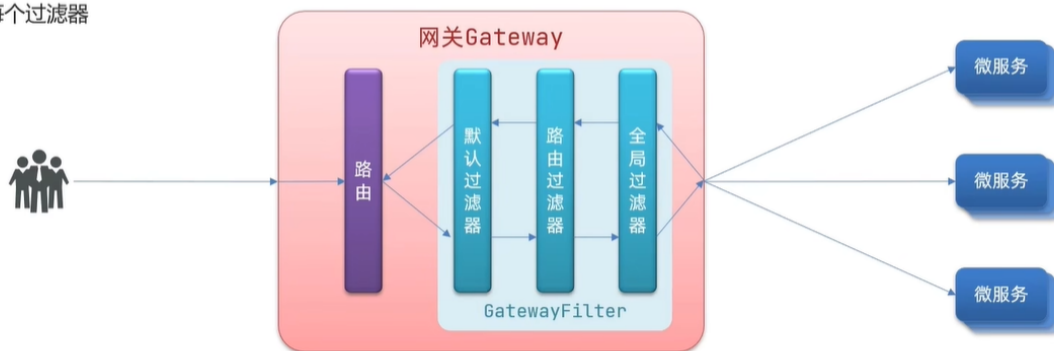 每个过滤器
网关Gateway
路由
默认过滤器
路由过滤器
全局过滤器
GatewayFilter
微服务
微服务
微服务